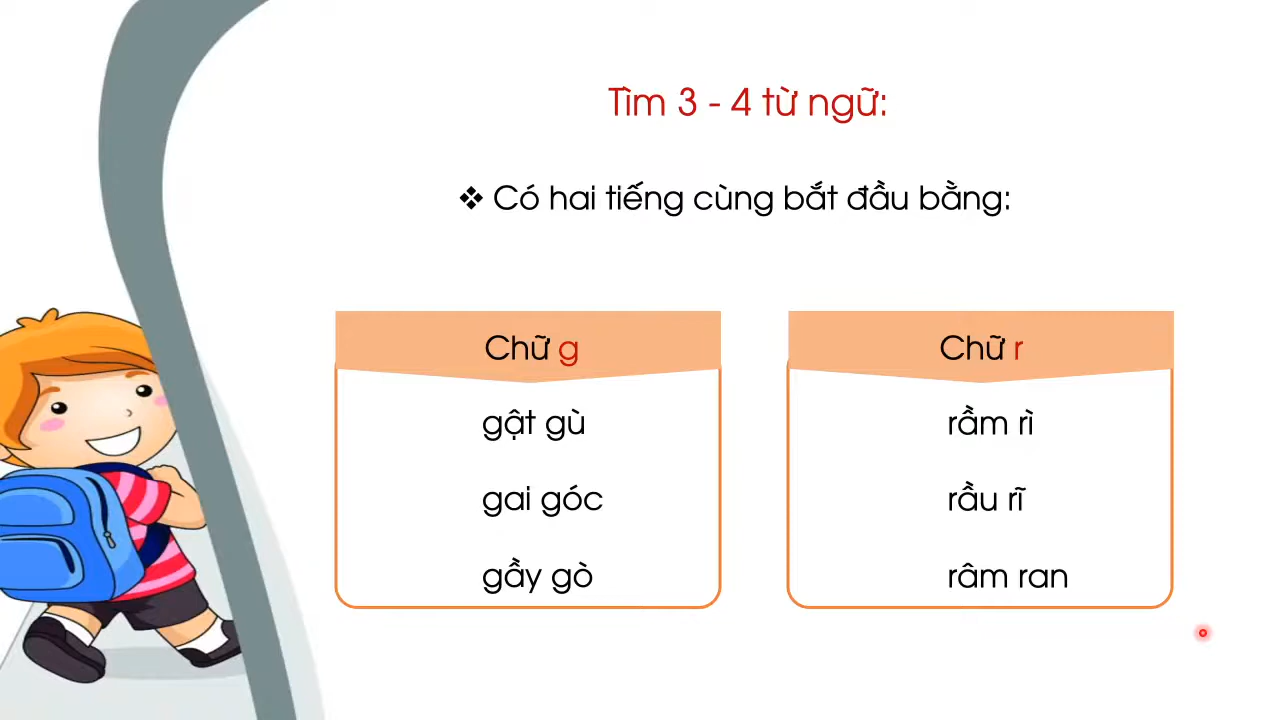 Tìm 3 - 4 từ ngữ:
❖ Có hai tiếng cùng bắt đầu bằng:
Chữ g
gật gù
gai góc
gầy gò
Chữ r
rầm rì
rầu rĩ
râm ran